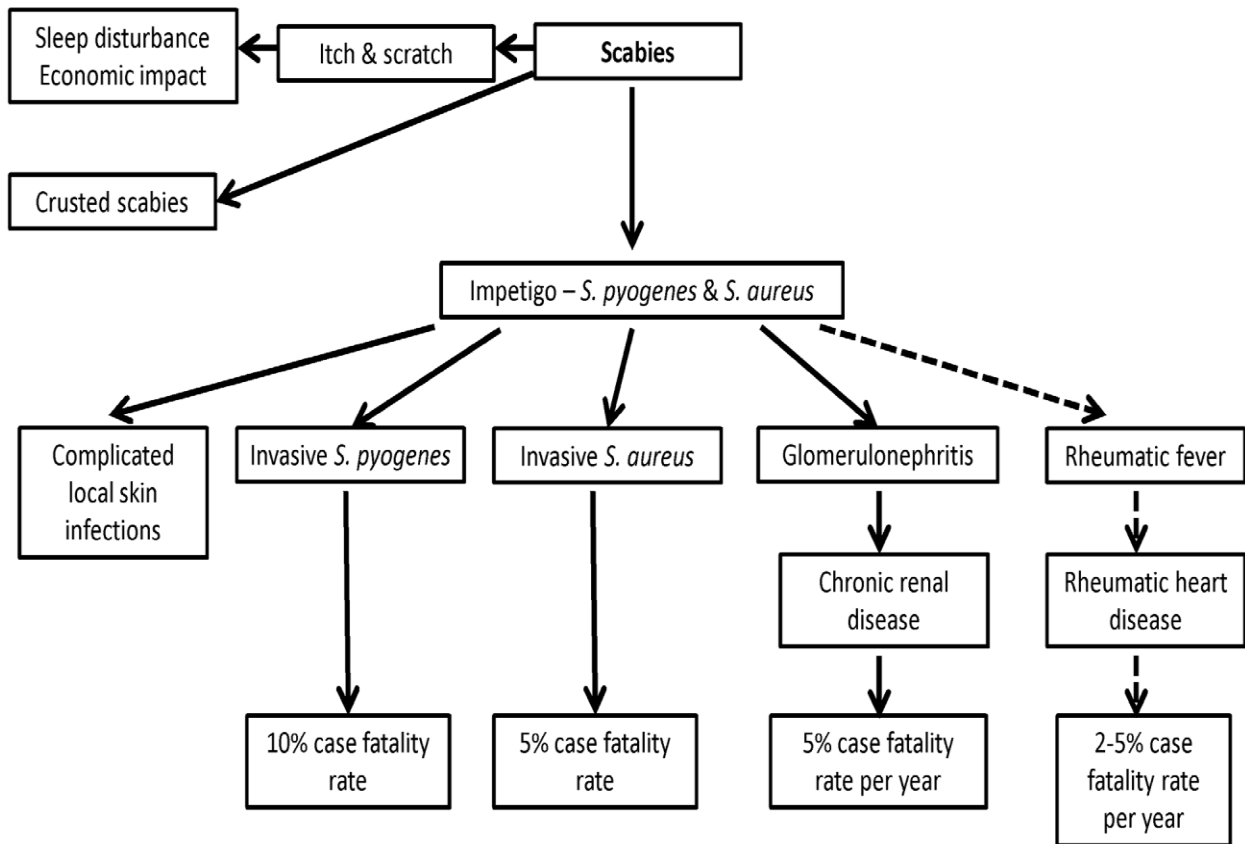 Sleep disturbance
Economic impact
Itch & scratch
Scabies
Crusted scabies
Impetigo – S. pyogenes & S. aureus
Complicated
local skin
infections
Invasive S. pyogenes
Invasive S. aureus
Glomerulonephritis
Rheumatic fever
Chronic renal
disease
Rheumatic heart
disease
10% case fatality
rate
5% case fatality
rate
5% case fatality
rate per year
2-5% case
fatality rate
per year